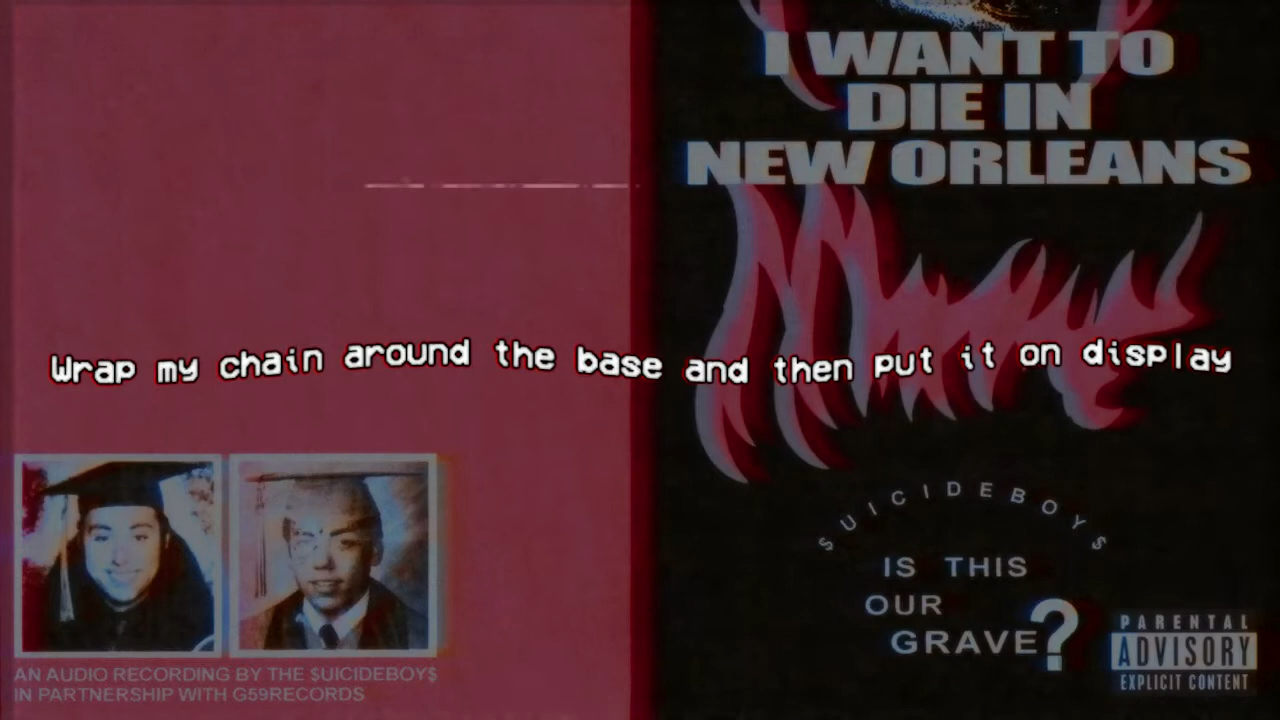 I WANT TO
DIE IN
NEW ORLEANS
Wrap my chain around the base and then put it on display
$UICIDEBOY$
IS THIS
OUR
GRAVE?
PARENTAL
ADVISORY
EXPLICIT CONTENT
AN AUDIO RECORDING BY THE $UICIDEBOY$
IN PARTNERSHIP WITH G59RECORDS